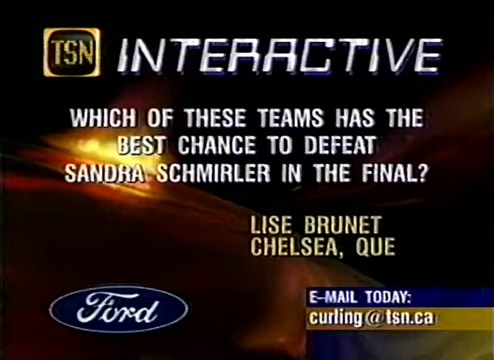 TSN INTERACTIVE
WHICH OF THESE TEAMS HAS THE
BEST CHANCE TO DEFEAT
SANDRA SCHMIRLER IN THE FINAL?
LISE BRUNET
CHELSEA, QUE
Ford
E-MAIL TODAY:
curling@tsn.ca